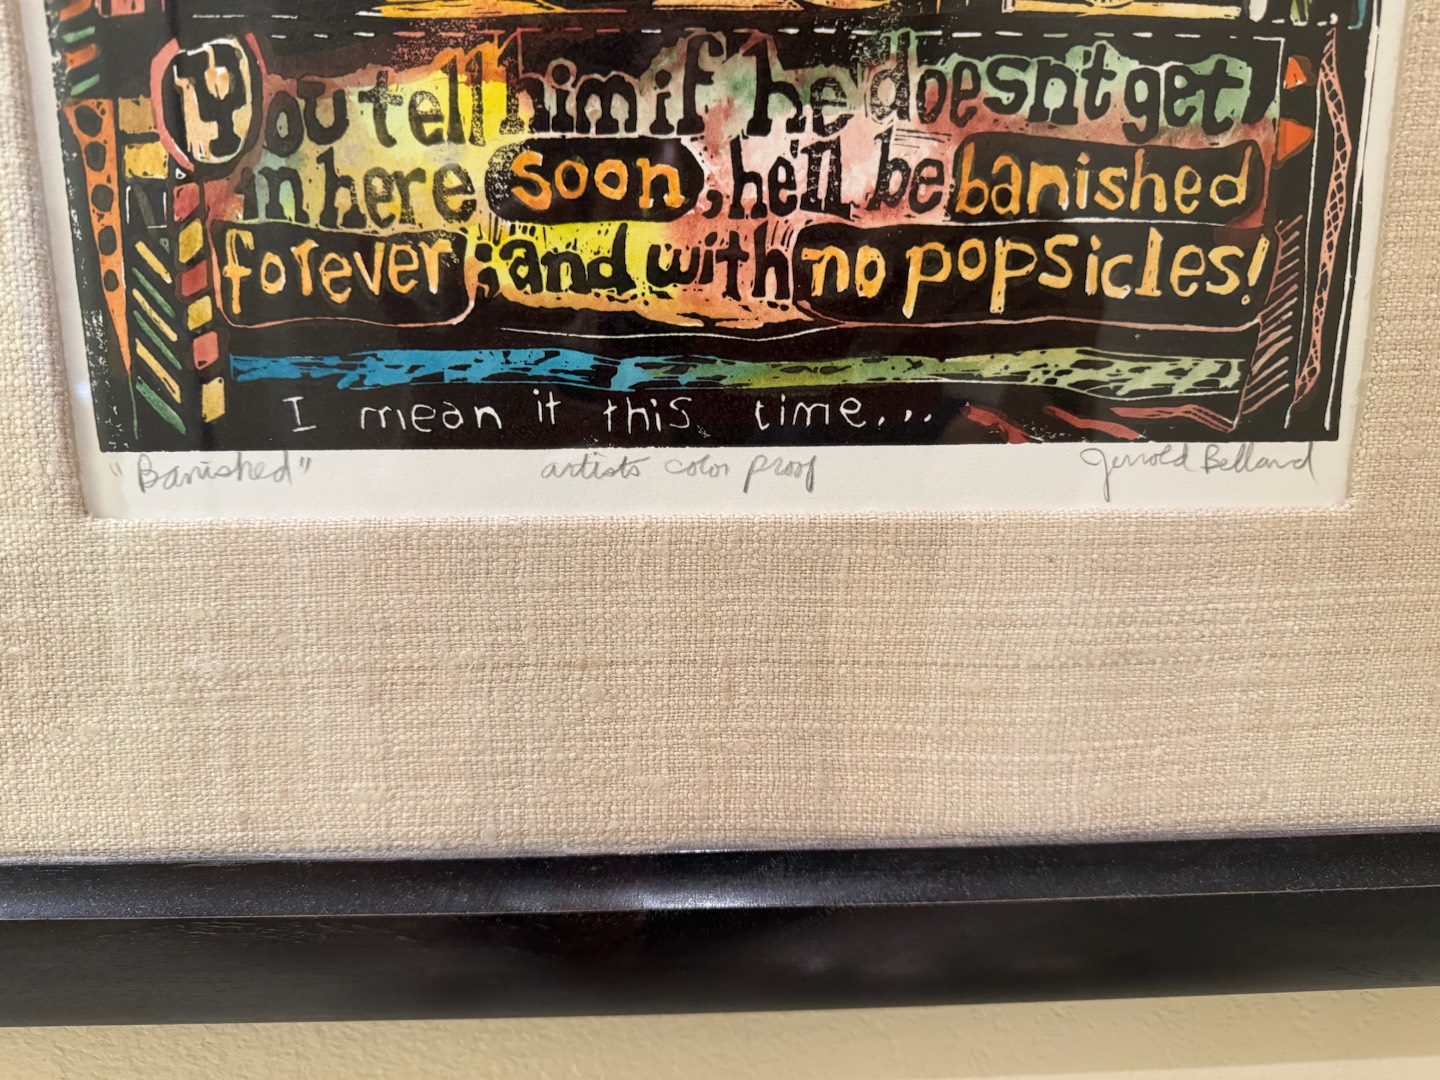 You tell him if he doesnt get
in here soon, he'll be banished
forever; and with no popsicles!
I mean it this time...
"Banished" artists color proof Jerrold Belland